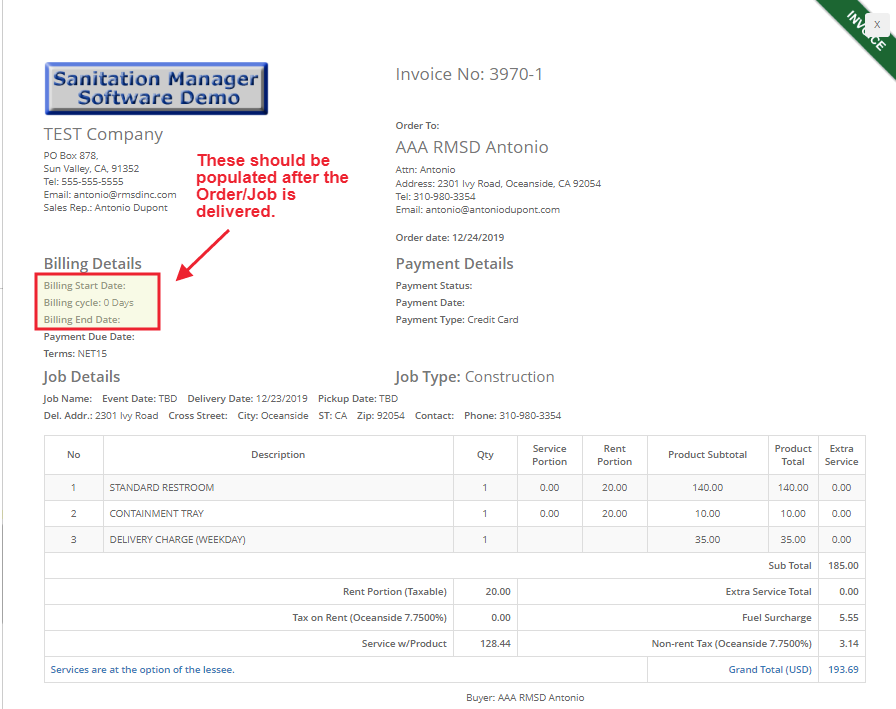 INVOICE
X
Sanitation Manager
Software Demo
Invoice No: 3970-1
TEST Company
PO Box 878,
Sun Valley, CA, 91352
Tel: 555-555-5555
Email: antonio@rmsdinc.com
Sales Rep.: Antonio Dupont
These should be
populated after the
Order/Job is
delivered.
Order To:
AAA RMSD Antonio
Attn: Antonio
Address: 2301 Ivy Road, Oceanside, CA 92054
Tel: 310-980-3354
Email: antonio@antoniodupont.com
Order date: 12/24/2019
Billing Details
Billing Start Date:
Billing cycle: 0 Days
Billing End Date:
Payment Due Date:
Terms: NET15
Payment Details
Payment Status:
Payment Date:
Payment Type: Credit Card
Job Details
Job Type: Construction
Job Name: Event Date: TBD Delivery Date: 12/23/2019 Pickup Date: TBD
Del. Addr.: 2301 Ivy Road Cross Street: City: Oceanside ST: CA Zip: 92054 Contact: Phone: 310-980-3354
No Description Qty Service Portion Rent Portion Product Subtotal Product Total Extra Service
1 STANDARD RESTROOM 1 0.00 20.00 140.00 140.00 0.00
2 CONTAINMENT TRAY 1 0.00 20.00 10.00 10.00 0.00
3 DELIVERY CHARGE (WEEKDAY) 1 35.00 35.00 0.00
Sub Total 185.00
Rent Portion (Taxable) 20.00 Extra Service Total 0.00
Tax on Rent (Oceanside 7.7500%) 0.00 Fuel Surcharge 5.55
Service w/Product 128.44 Non-rent Tax (Oceanside 7.7500%) 3.14
Services are at the option of the lessee. Grand Total (USD) 193.69
Buyer: AAA RMSD Antonio